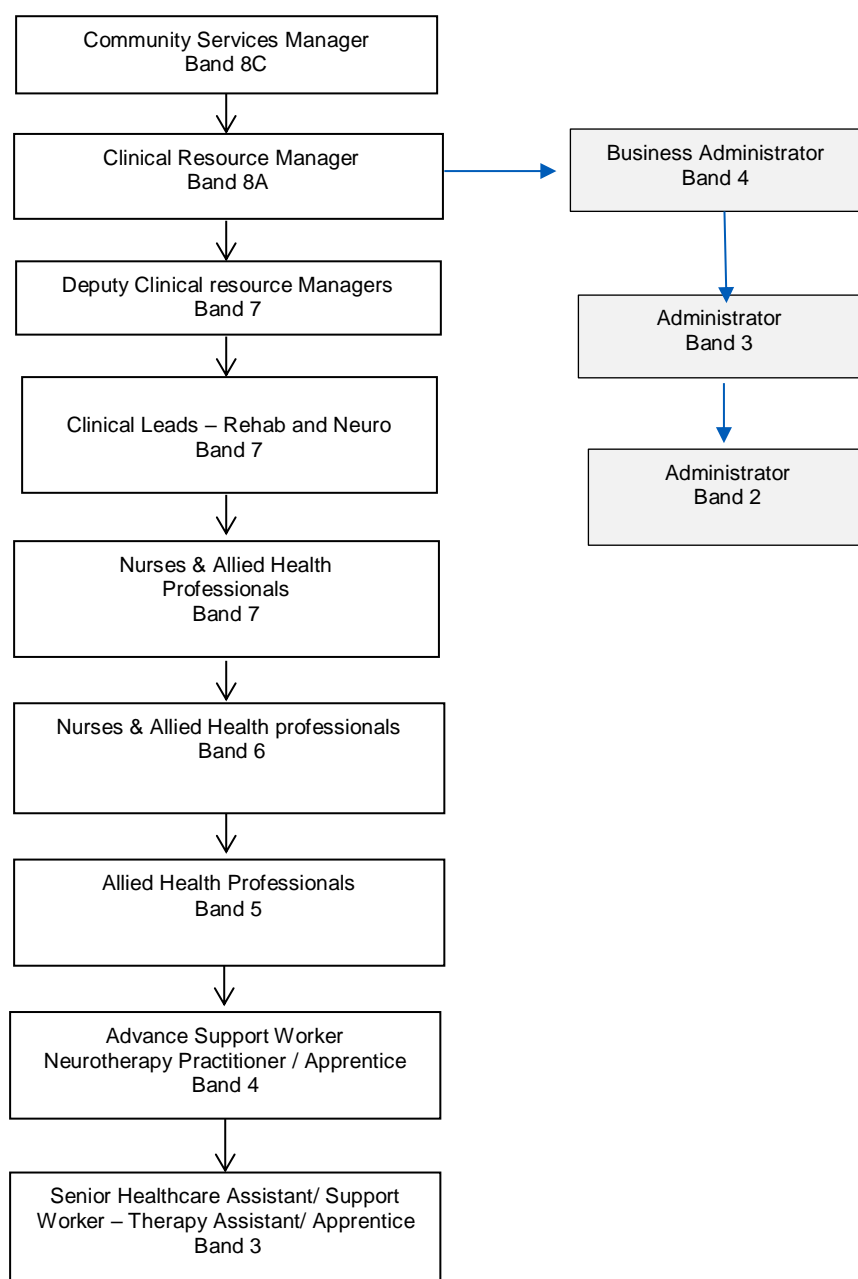 Community Services Manager
Band 8C
Clinical Resource Manager
Band 8A
Business Administrator
Band 4
Deputy Clinical resource Managers
Band 7
Administrator
Band 3
Clinical Leads – Rehab and Neuro
Band 7
Administrator
Band 2
Nurses & Allied Health
Professionals
Band 7
Nurses & Allied Health professionals
Band 6
Allied Health Professionals
Band 5
Advance Support Worker
Neurotherapy Practitioner / Apprentice
Band 4
Senior Healthcare Assistant/ Support
Worker – Therapy Assistant/ Apprentice
Band 3